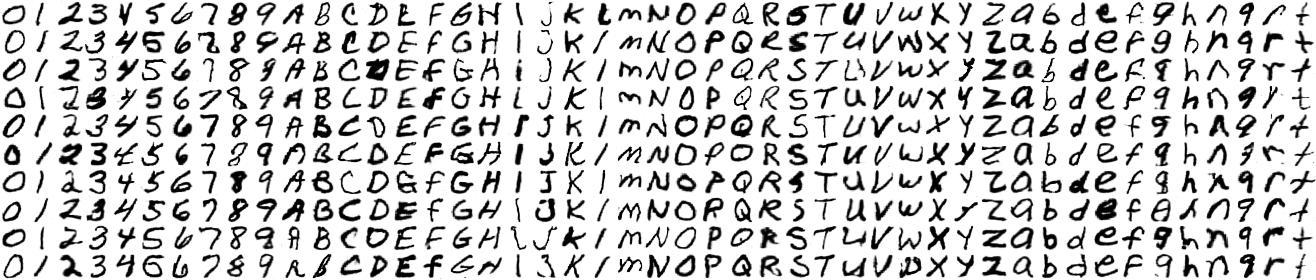 0 1 2 3 4 5 6 7 8 9 A B C D E F G H I J K L m N O P Q R S T U V W X Y Z a b d e f g h n q r t
0 1 2 3 4 5 6 7 8 9 A B C D E F G H I J K l m N O P Q R S T U V W X Y Z a b d e f g h n q r t
0 1 2 3 4 5 6 7 8 9 A B C D E F G H I J K l m N O P Q R S T U V W X Y Z a b d e f g h n q r t
0 1 2 3 4 5 6 7 8 9 A B C D E F G H I J K l m N O P Q R S T U V W X Y Z a b d e f g h n q r t
0 1 2 3 4 5 6 7 8 9 A B C D E F G H I J K l m N O P Q R S T U V W X Y Z a b d e f g h n q r t
0 1 2 3 4 5 6 7 8 9 A B C D E F G H I J K l m N O P Q R S T U V W X Y Z a b d e f g h n q r t
0 1 2 3 4 5 6 7 8 9 A B C D E F G H I J K l m N O P Q R S T U V W X Y Z a b d e f g h n q r t
0 1 2 3 4 5 6 7 8 9 A B C D E F G H I J K l m N O P Q R S T U V W X Y Z a b d e f g h n q r t
0 1 2 3 4 5 6 7 8 9 A B C D E F G H I J K l m N O P Q R S T U V W X Y Z a b d e f g h n q r t
0 1 2 3 4 5 6 7 8 9 A B C D E F G H I J K l m N O P Q R S T U V W X Y Z a b d e f g h n q r t